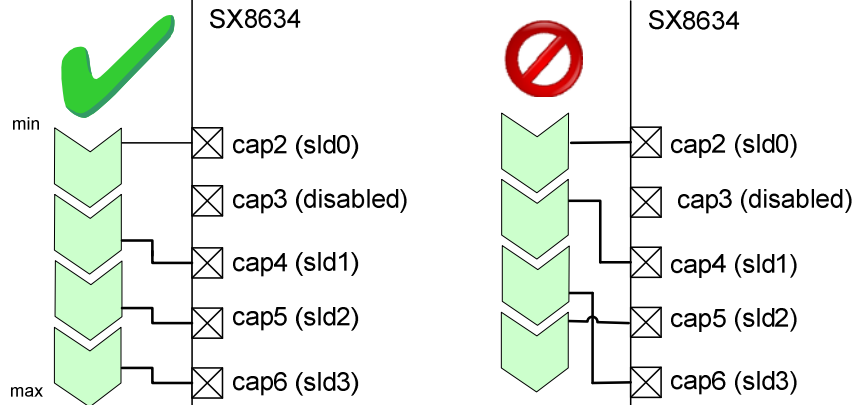 SX8634
min
cap2 (sld0)
cap3 (disabled)
cap4 (sld1)
cap5 (sld2)
cap6 (sld3)
max
SX8634
cap2 (sld0)
cap3 (disabled)
cap4 (sld1)
cap5 (sld2)
cap6 (sld3)